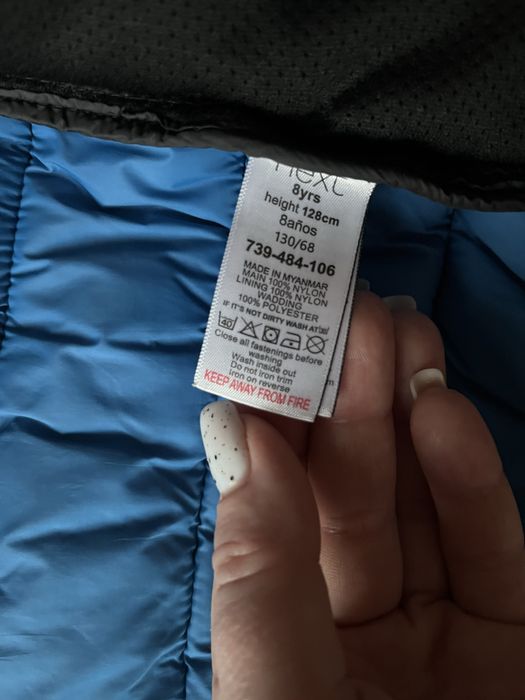 next
8yrs
height 128cm
8años
130/68
739-484-106
MADE IN MYANMAR
MAIN 100% NYLON
LINING 100% NYLON
WADDING
100% POLYESTER
IF IT'S NOT DIRTY WASH AT 30
40
Close all fastenings before
washing
Wash inside out
Do not iron trim
Iron on reverse
KEEP AWAY FROM FIRE